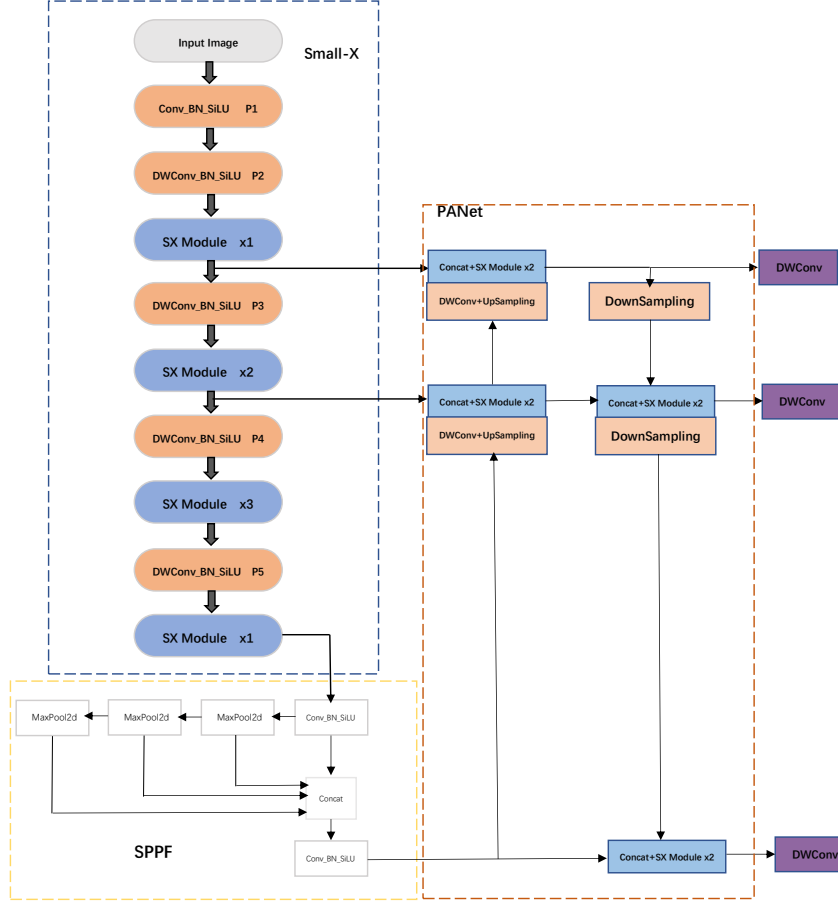 Input Image
Small-X
Conv_BN_SiLU P1
DWConv_BN_SiLU P2
SX Module x1
DWConv_BN_SiLU P3
SX Module x2
DWConv_BN_SiLU P4
SX Module x3
DWConv_BN_SiLU P5
SX Module x1
PANet
Concat+SX Module x2
DWConv+UpSampling
DownSampling
DWConv
Concat+SX Module x2
DWConv+UpSampling
Concat+SX Module x2
DownSampling
DWConv
MaxPool2d
MaxPool2d
MaxPool2d
Conv_BN_SiLU
Concat
SPPF
Conv_BN_SiLU
Concat+SX Module x2
DWConv